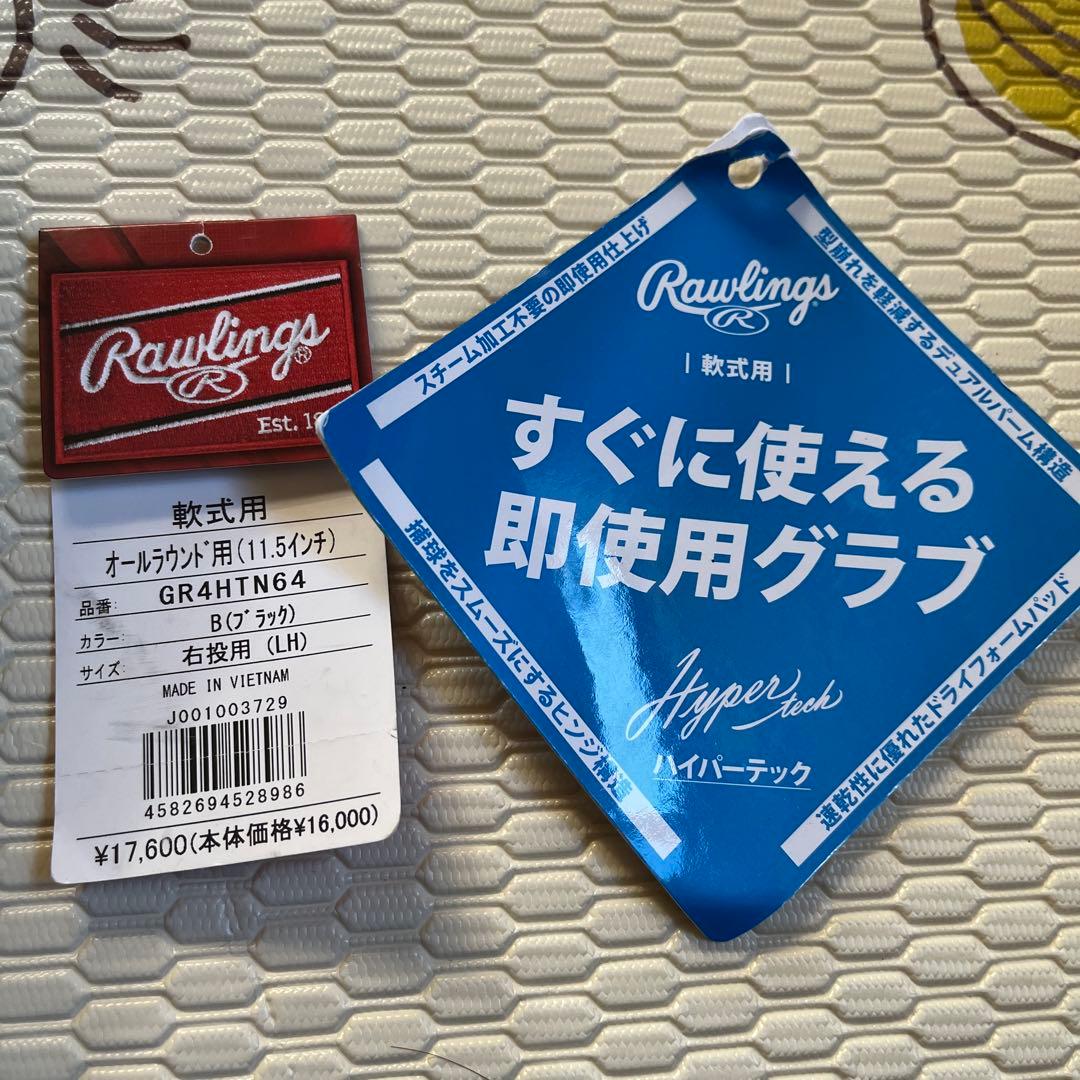 Rawlings®
R
Est. 18
軟式用
オールラウンド用(11.5インチ)
品番: GR4HTN64
カラー: B(ブラック)
サイズ: 右投用 (LH)
MADE IN VIETNAM
J001003729
4582694528986
¥17,600(本体価格¥16,000)
スチーム加工不要の即使用仕上げ
型崩れを軽減するデュアルパーム構造
Rawlings®
R
|軟式用|
すぐに使える
即使用グラブ
Hyper tech
ハイパーテック
捕球をスムーズにするヒンジ構造
速乾性に優れたドライフォームパッド